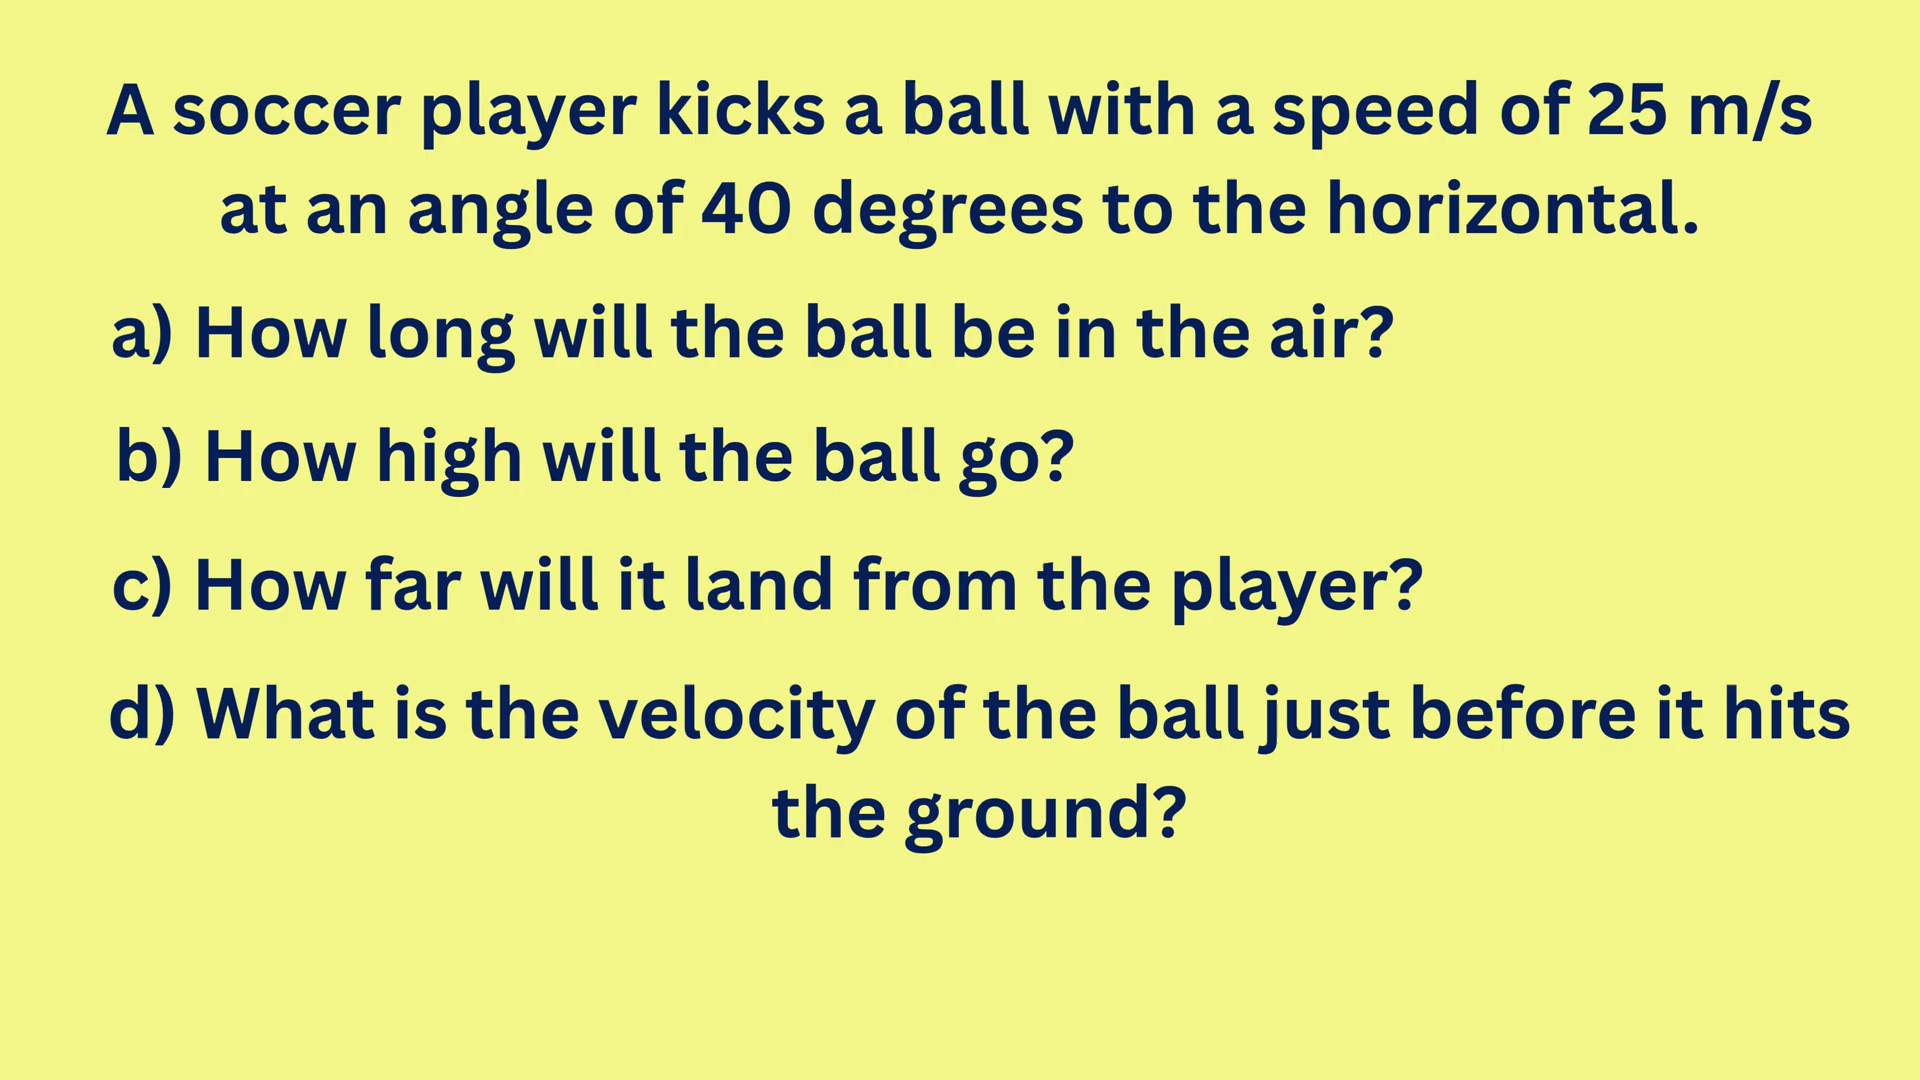 A soccer player kicks a ball with a speed of 25 m/s
at an angle of 40 degrees to the horizontal.
a) How long will the ball be in the air?
b) How high will the ball go?
c) How far will it land from the player?
d) What is the velocity of the ball just before it hits
the ground?